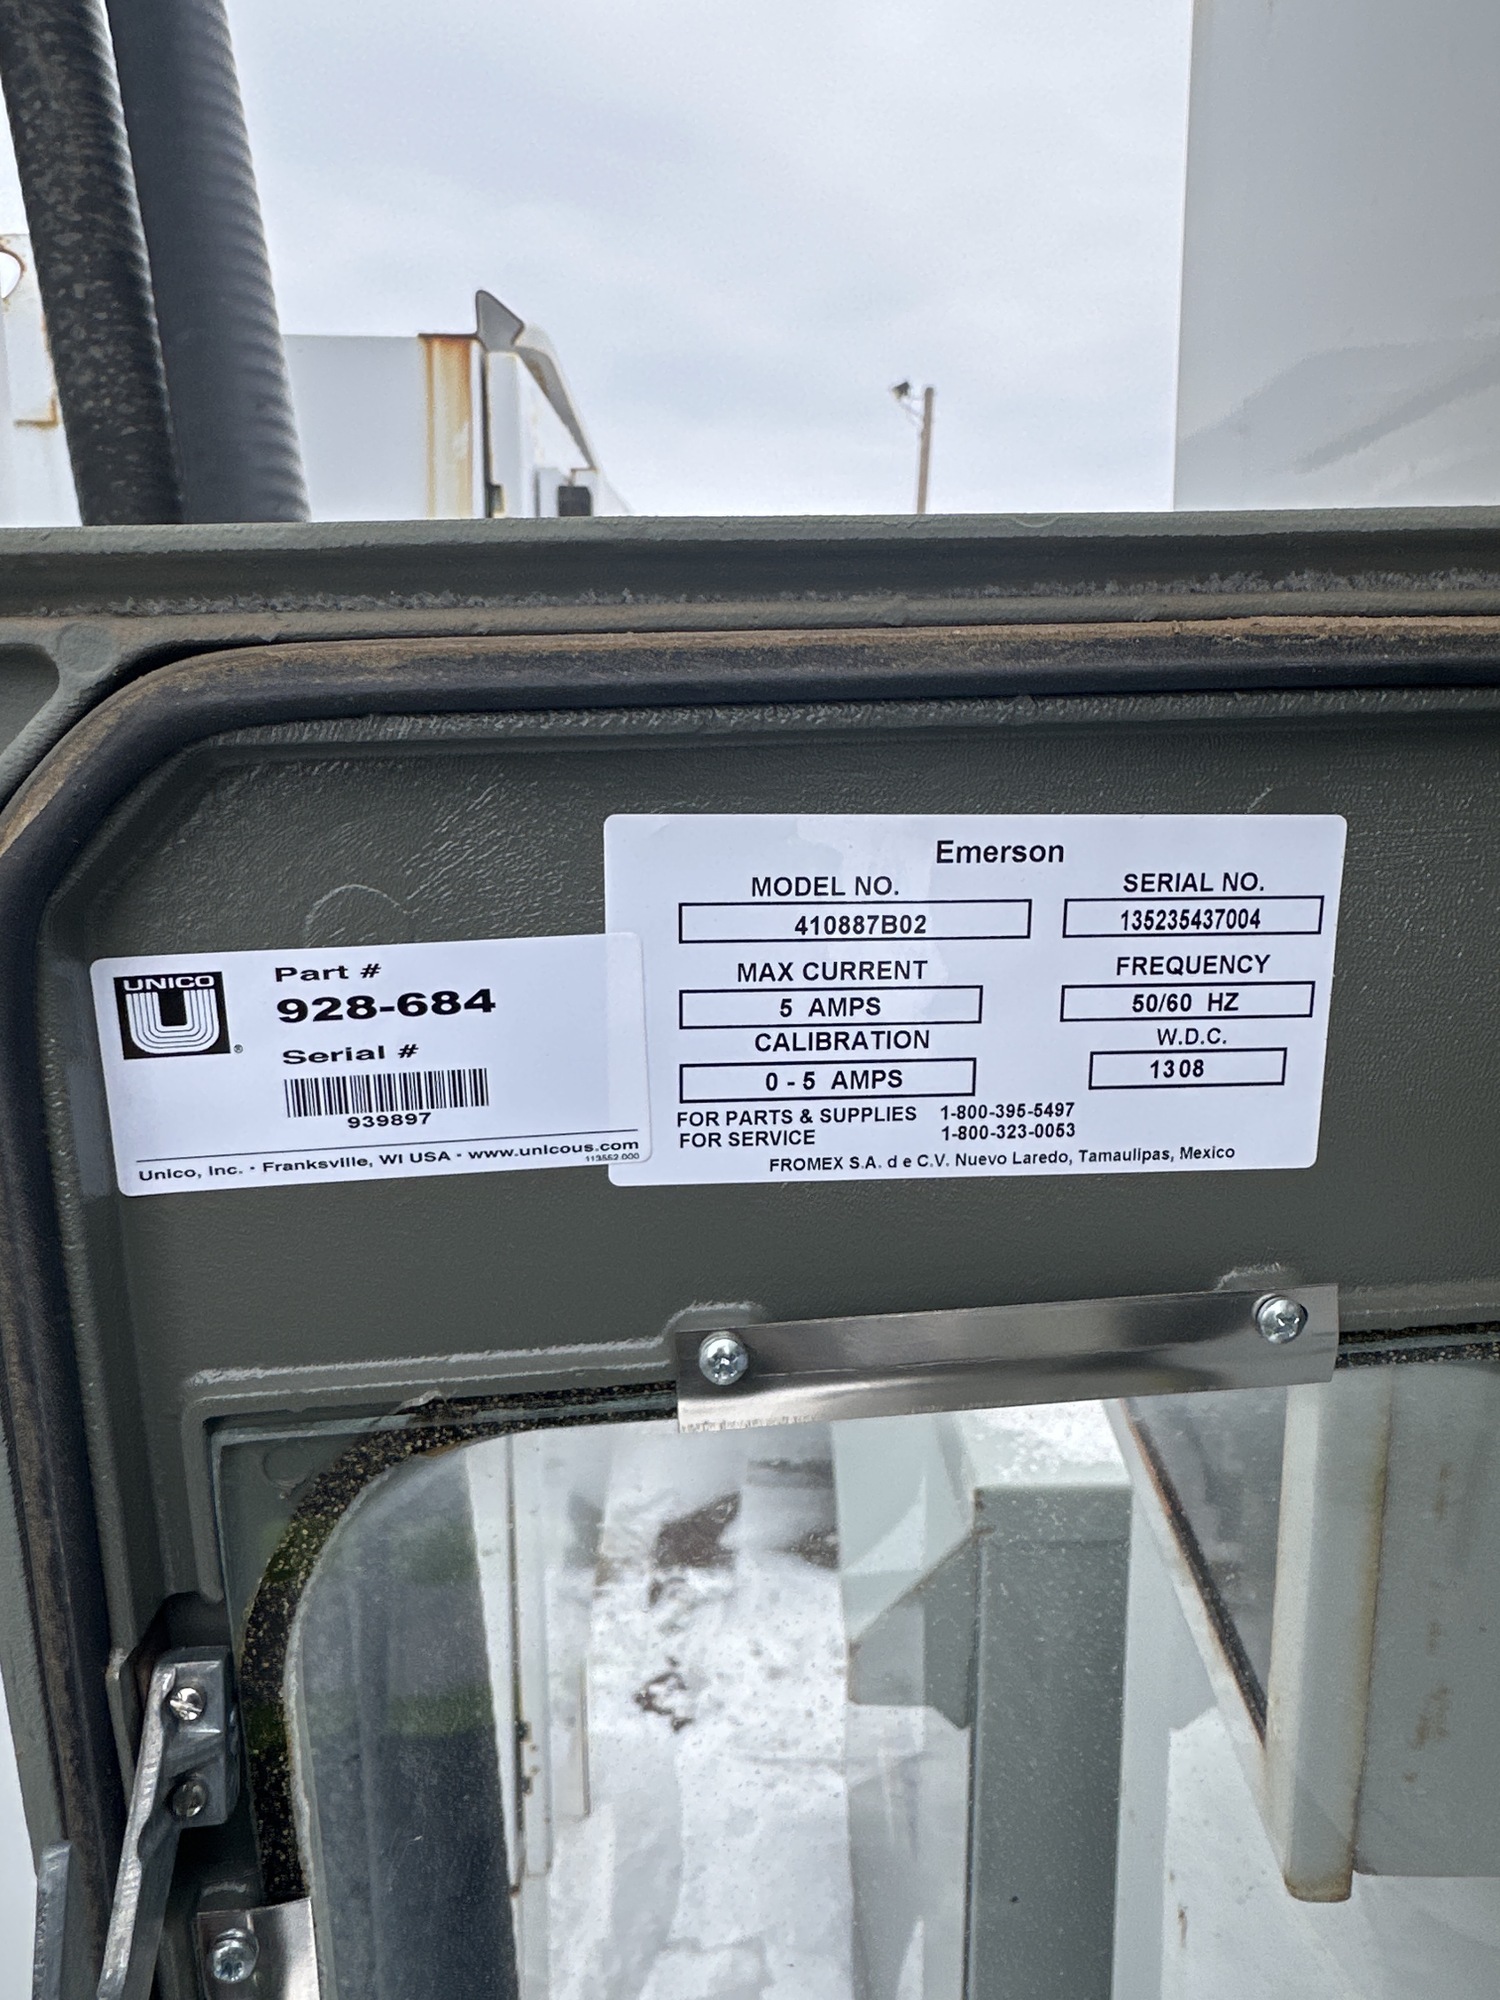 UNICO
U
®
Part #
928-684
Serial #
939897
Unico, Inc. • Franksville, WI USA • www.unicous.com
113552.000
Emerson
MODEL NO.
410887B02
SERIAL NO.
135235437004
MAX CURRENT
5 AMPS
FREQUENCY
50/60 HZ
CALIBRATION
0 - 5 AMPS
W.D.C.
1308
FOR PARTS & SUPPLIES 1-800-395-5497
FOR SERVICE 1-800-323-0053
FROMEX S.A. d e C.V. Nuevo Laredo, Tamaulipas, Mexico